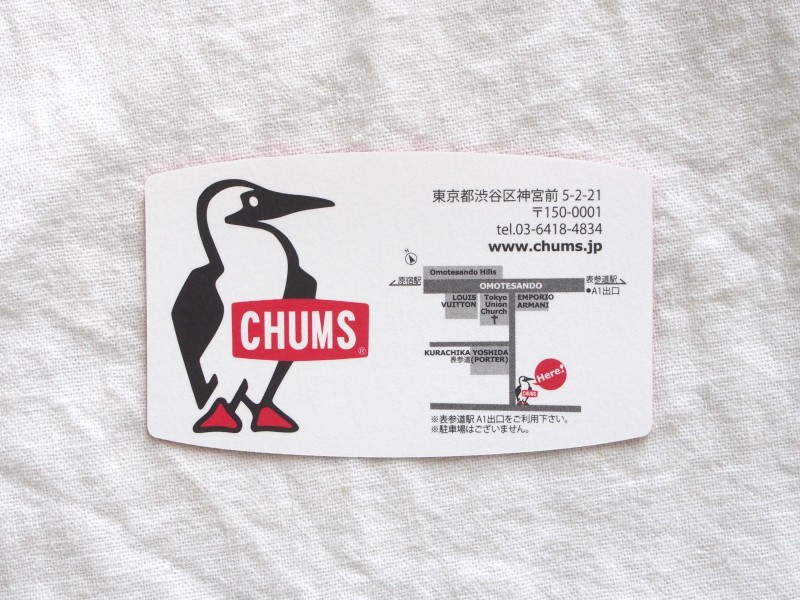 CHUMS®
東京都渋谷区神宮前 5-2-21
〒150-0001
tel.03-6418-4834
www.chums.jp
N
Omotesando Hills
原宿駅
OMOTESANDO
表参道駅
●A1出口
LOUIS
VUITTON
Tokyo
Union
Church
EMPORIO
ARMANI
KURACHIKA YOSHIDA
表参道(PORTER)
Here!
CHUMS
※表参道駅 A1出口をご利用下さい。
※駐車場はございません。